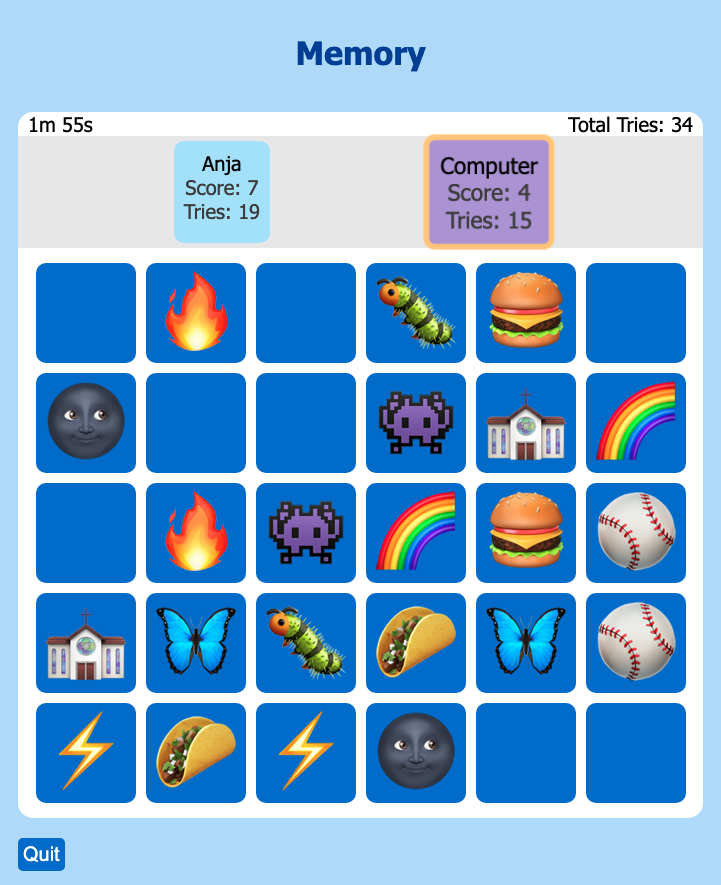 Memory
1m 55s
Total Tries: 34
Anja
Score: 7
Tries: 19
Computer
Score: 4
Tries: 15
Quit